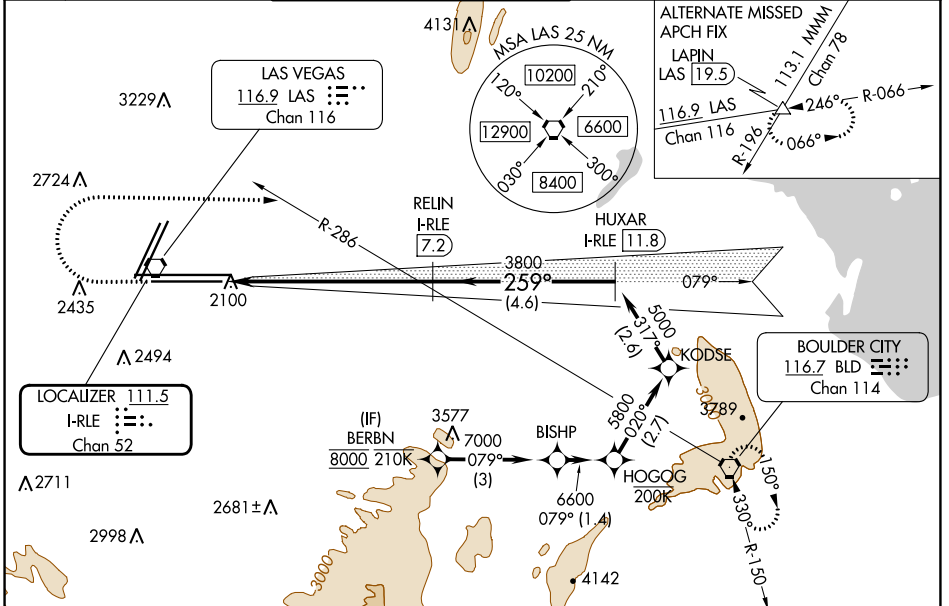 4131
MSA LAS 25 NM
10200
120°
210°
12900
6600
030°
300°
8400
ALTERNATE MISSED
APCH FIX
LAPIN
LAS 19.5
113.1 MMM
Chan 78
116.9 LAS
Chan 116
246°
R-066
066°
R-196
LAS VEGAS
116.9 LAS
Chan 116
3229
2724
R-286
RELIN
I-RLE
7.2
HUXAR
I-RLE 11.8
3800
259°
(4.6)
079°
2435
2100
5000
317°
(2.6)
KODSE
2494
BOULDER CITY
116.7 BLD
Chan 114
LOCALIZER 111.5
I-RLE
Chan 52
3000
3789
(IF)
BERBN
8000 210K
3577
7000
079°
(3)
BISHP
5800
020°
(2.7)
HOGOG
200K
6600
079° (1.4)
150°
330°
R-150
2711
2681±
2998
3000
4142